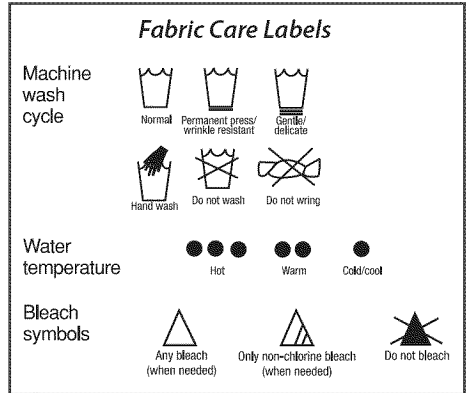 Fabric Care Labels
Machine
wash
cycle
Normal
Permanent press/
wrinkle resistant
Gentle/
delicate
Hand wash
Do not wash
Do not wring
Water
temperature
Hot
Warm
Cold/cool
Bleach
symbols
Any bleach
(when needed)
Only non-chlorine bleach
(when needed)
Do not bleach